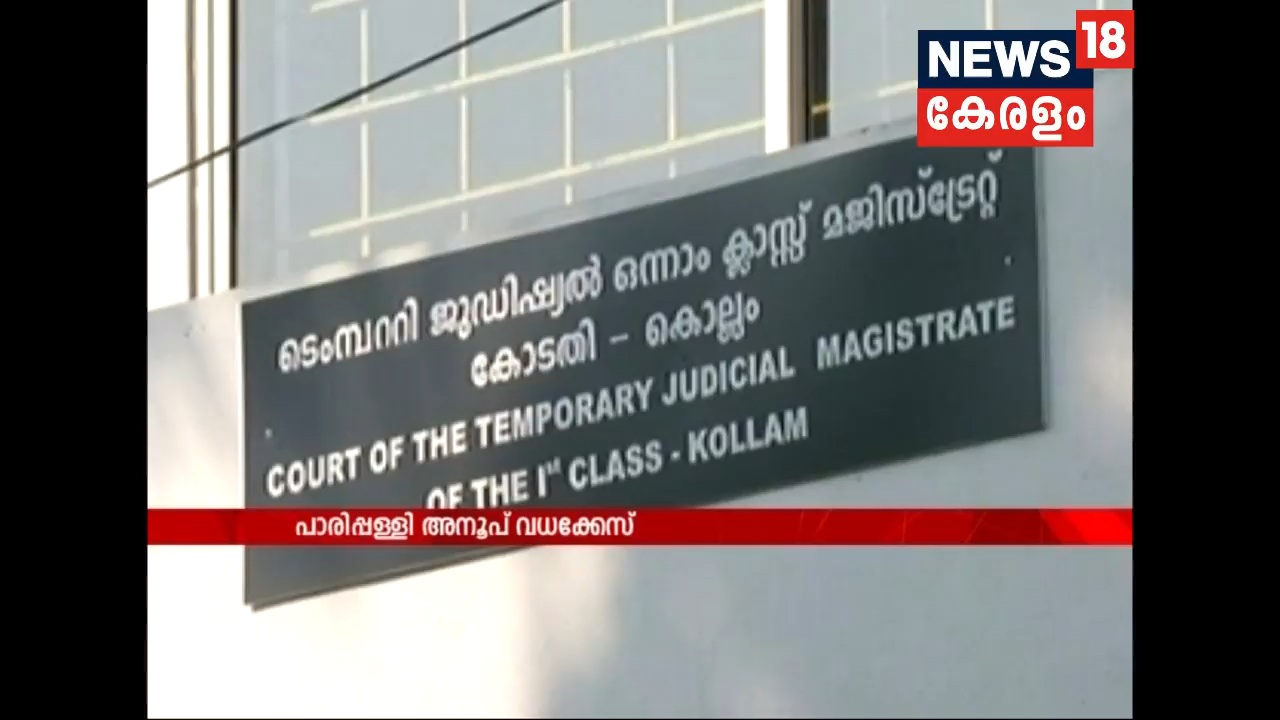 NEWS 18
കേരളം
ടെംമ്പററി ജുഡിഷ്യൽ ഒന്നാം ക്ലാസ്സ് മജിസ്ട്രേറ്റ്
കോടതി – കൊല്ലം
COURT OF THE TEMPORARY JUDICIAL MAGISTRATE
OF THE Ist CLASS - KOLLAM
പാരിപ്പള്ളി അനൂപ് വധക്കേസ്